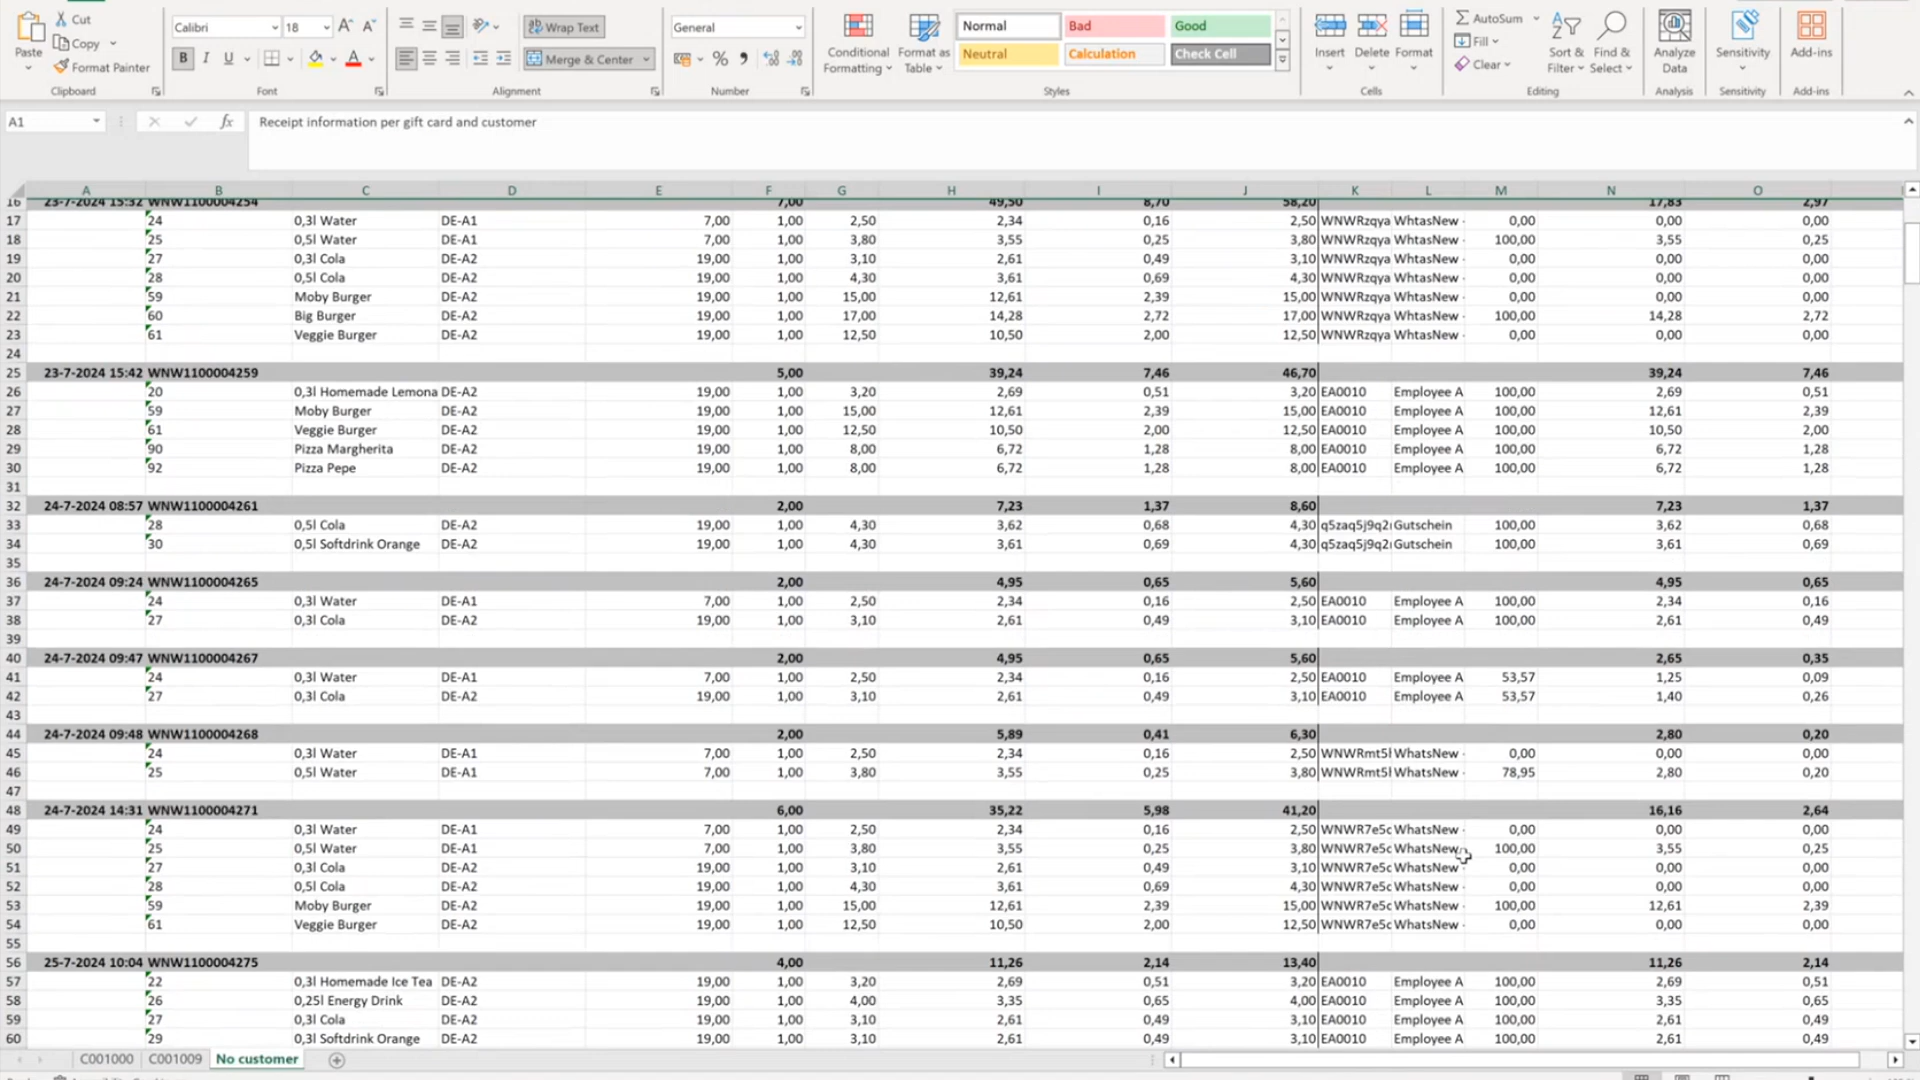 Cut
Copy
Format Painter
Paste
Clipboard
Calibri 18
B I U
Font
Wrap Text
Merge & Center
Alignment
General
Number
Conditional Formatting
Format as Table
Normal Bad Good
Neutral Calculation Check Cell
Styles
Insert Delete Format
Cells
AutoSum
Fill
Clear
Sort & Filter
Find & Select
Editing
Analyze Data
Analysis
Sensitivity
Sensitivity
Add-ins
Add-ins
A1 fx Receipt information per gift card and customer
A B C D E F G H I J K L M N O
16 23-7-2024 15:32 WNW1100004254 7,00 49,50 8,70 58,20 17,83 2,97
17 24 0,3l Water DE-A1 7,00 1,00 2,50 2,34 0,16 2,50 WNWRzqya WhtasNew - 0,00 0,00 0,00
18 25 0,5l Water DE-A1 7,00 1,00 3,80 3,55 0,25 3,80 WNWRzqya WhtasNew - 100,00 3,55 0,25
19 27 0,3l Cola DE-A2 19,00 1,00 3,10 2,61 0,49 3,10 WNWRzqya WhtasNew - 0,00 0,00 0,00
20 28 0,5l Cola DE-A2 19,00 1,00 4,30 3,61 0,69 4,30 WNWRzqya WhtasNew - 0,00 0,00 0,00
21 59 Moby Burger DE-A2 19,00 1,00 15,00 12,61 2,39 15,00 WNWRzqya WhtasNew - 0,00 0,00 0,00
22 60 Big Burger DE-A2 19,00 1,00 17,00 14,28 2,72 17,00 WNWRzqya WhtasNew - 100,00 14,28 2,72
23 61 Veggie Burger DE-A2 19,00 1,00 12,50 10,50 2,00 12,50 WNWRzqya WhtasNew - 0,00 0,00 0,00
24
25 23-7-2024 15:42 WNW1100004259 5,00 39,24 7,46 46,70 39,24 7,46
26 20 0,3l Homemade Lemona DE-A2 19,00 1,00 3,20 2,69 0,51 3,20 EA0010 Employee A 100,00 2,69 0,51
27 59 Moby Burger DE-A2 19,00 1,00 15,00 12,61 2,39 15,00 EA0010 Employee A 100,00 12,61 2,39
28 61 Veggie Burger DE-A2 19,00 1,00 12,50 10,50 2,00 12,50 EA0010 Employee A 100,00 10,50 2,00
29 90 Pizza Margherita DE-A2 19,00 1,00 8,00 6,72 1,28 8,00 EA0010 Employee A 100,00 6,72 1,28
30 92 Pizza Pepe DE-A2 19,00 1,00 8,00 6,72 1,28 8,00 EA0010 Employee A 100,00 6,72 1,28
31
32 24-7-2024 08:57 WNW1100004261 2,00 7,23 1,37 8,60 7,23 1,37
33 28 0,5l Cola DE-A2 19,00 1,00 4,30 3,62 0,68 4,30 q5zaq5j9q2 Gutschein 100,00 3,62 0,68
34 30 0,5l Softdrink Orange DE-A2 19,00 1,00 4,30 3,61 0,69 4,30 q5zaq5j9q2 Gutschein 100,00 3,61 0,69
35
36 24-7-2024 09:24 WNW1100004265 2,00 4,95 0,65 5,60 4,95 0,65
37 24 0,3l Water DE-A1 7,00 1,00 2,50 2,34 0,16 2,50 EA0010 Employee A 100,00 2,34 0,16
38 27 0,3l Cola DE-A2 19,00 1,00 3,10 2,61 0,49 3,10 EA0010 Employee A 100,00 2,61 0,49
39
40 24-7-2024 09:47 WNW1100004267 2,00 4,95 0,65 5,60 2,65 0,35
41 24 0,3l Water DE-A1 7,00 1,00 2,50 2,34 0,16 2,50 EA0010 Employee A 53,57 1,25 0,09
42 27 0,3l Cola DE-A2 19,00 1,00 3,10 2,61 0,49 3,10 EA0010 Employee A 53,57 1,40 0,26
43
44 24-7-2024 09:48 WNW1100004268 2,00 5,89 0,41 6,30 2,80 0,20
45 24 0,3l Water DE-A1 7,00 1,00 2,50 2,34 0,16 2,50 WNWRmt5l WhatsNew - 0,00 0,00 0,00
46 25 0,5l Water DE-A1 7,00 1,00 3,80 3,55 0,25 3,80 WNWRmt5l WhatsNew - 78,95 2,80 0,20
47
48 24-7-2024 14:31 WNW1100004271 6,00 35,22 5,98 41,20 16,16 2,64
49 24 0,3l Water DE-A1 7,00 1,00 2,50 2,34 0,16 2,50 WNWR7e5c WhatsNew - 0,00 0,00 0,00
50 25 0,5l Water DE-A1 7,00 1,00 3,80 3,55 0,25 3,80 WNWR7e5c WhatsNew 100,00 3,55 0,25
51 27 0,3l Cola DE-A2 19,00 1,00 3,10 2,61 0,49 3,10 WNWR7e5c WhatsNew - 0,00 0,00 0,00
52 28 0,5l Cola DE-A2 19,00 1,00 4,30 3,61 0,69 4,30 WNWR7e5c WhatsNew - 0,00 0,00 0,00
53 59 Moby Burger DE-A2 19,00 1,00 15,00 12,61 2,39 15,00 WNWR7e5c WhatsNew - 100,00 12,61 2,39
54 61 Veggie Burger DE-A2 19,00 1,00 12,50 10,50 2,00 12,50 WNWR7e5c WhatsNew - 0,00 0,00 0,00
55
56 25-7-2024 10:04 WNW1100004275 4,00 11,26 2,14 13,40 11,26 2,14
57 22 0,3l Homemade Ice Tea DE-A2 19,00 1,00 3,20 2,69 0,51 3,20 EA0010 Employee A 100,00 2,69 0,51
58 26 0,25l Energy Drink DE-A2 19,00 1,00 4,00 3,35 0,65 4,00 EA0010 Employee A 100,00 3,35 0,65
59 27 0,3l Cola DE-A2 19,00 1,00 3,10 2,61 0,49 3,10 EA0010 Employee A 100,00 2,61 0,49
60 29 0,3l Softdrink Orange DE-A2 19,00 1,00 3,10 2,61 0,49 3,10 EA0010 Employee A 100,00 2,61 0,49
C001000 C001009 No customer